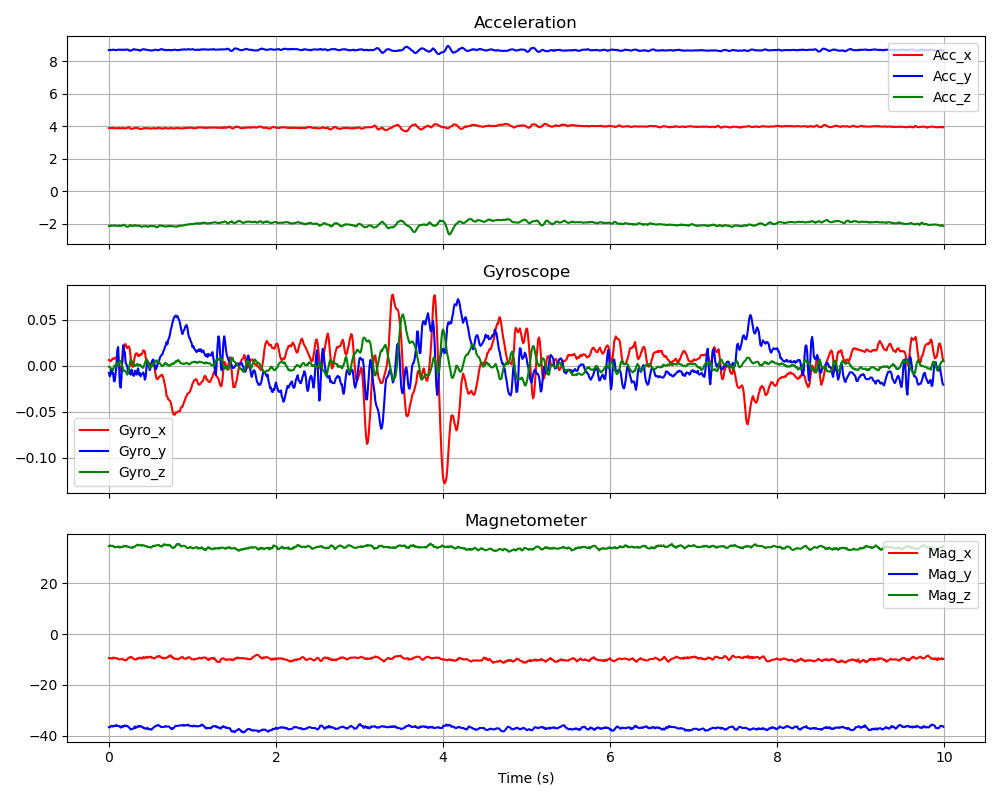 Acceleration
8
6
4
2
0
−2
Acc_x
Acc_y
Acc_z
Gyroscope
0.05
0.00
−0.05
−0.10
Gyro_x
Gyro_y
Gyro_z
Magnetometer
20
0
−20
−40
Mag_x
Mag_y
Mag_z
0 2 4 6 8 10
Time (s)